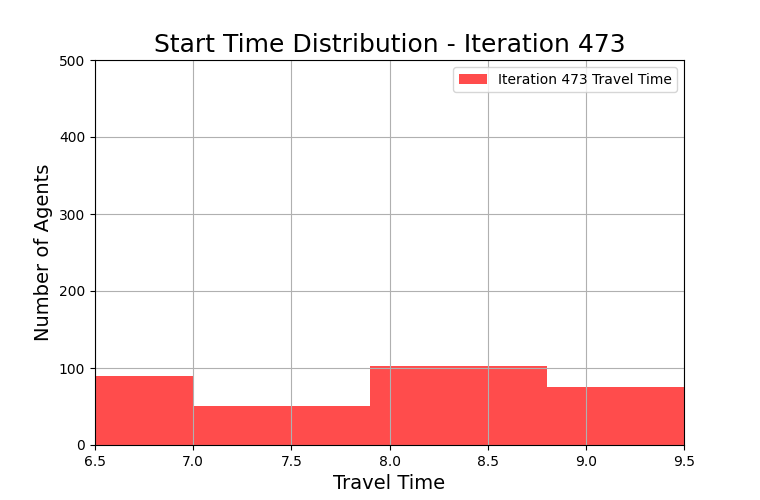 Start Time Distribution - Iteration 473
Iteration 473 Travel Time
Number of Agents
500
400
300
200
100
0
6.5 7.0 7.5 8.0 8.5 9.0 9.5
Travel Time